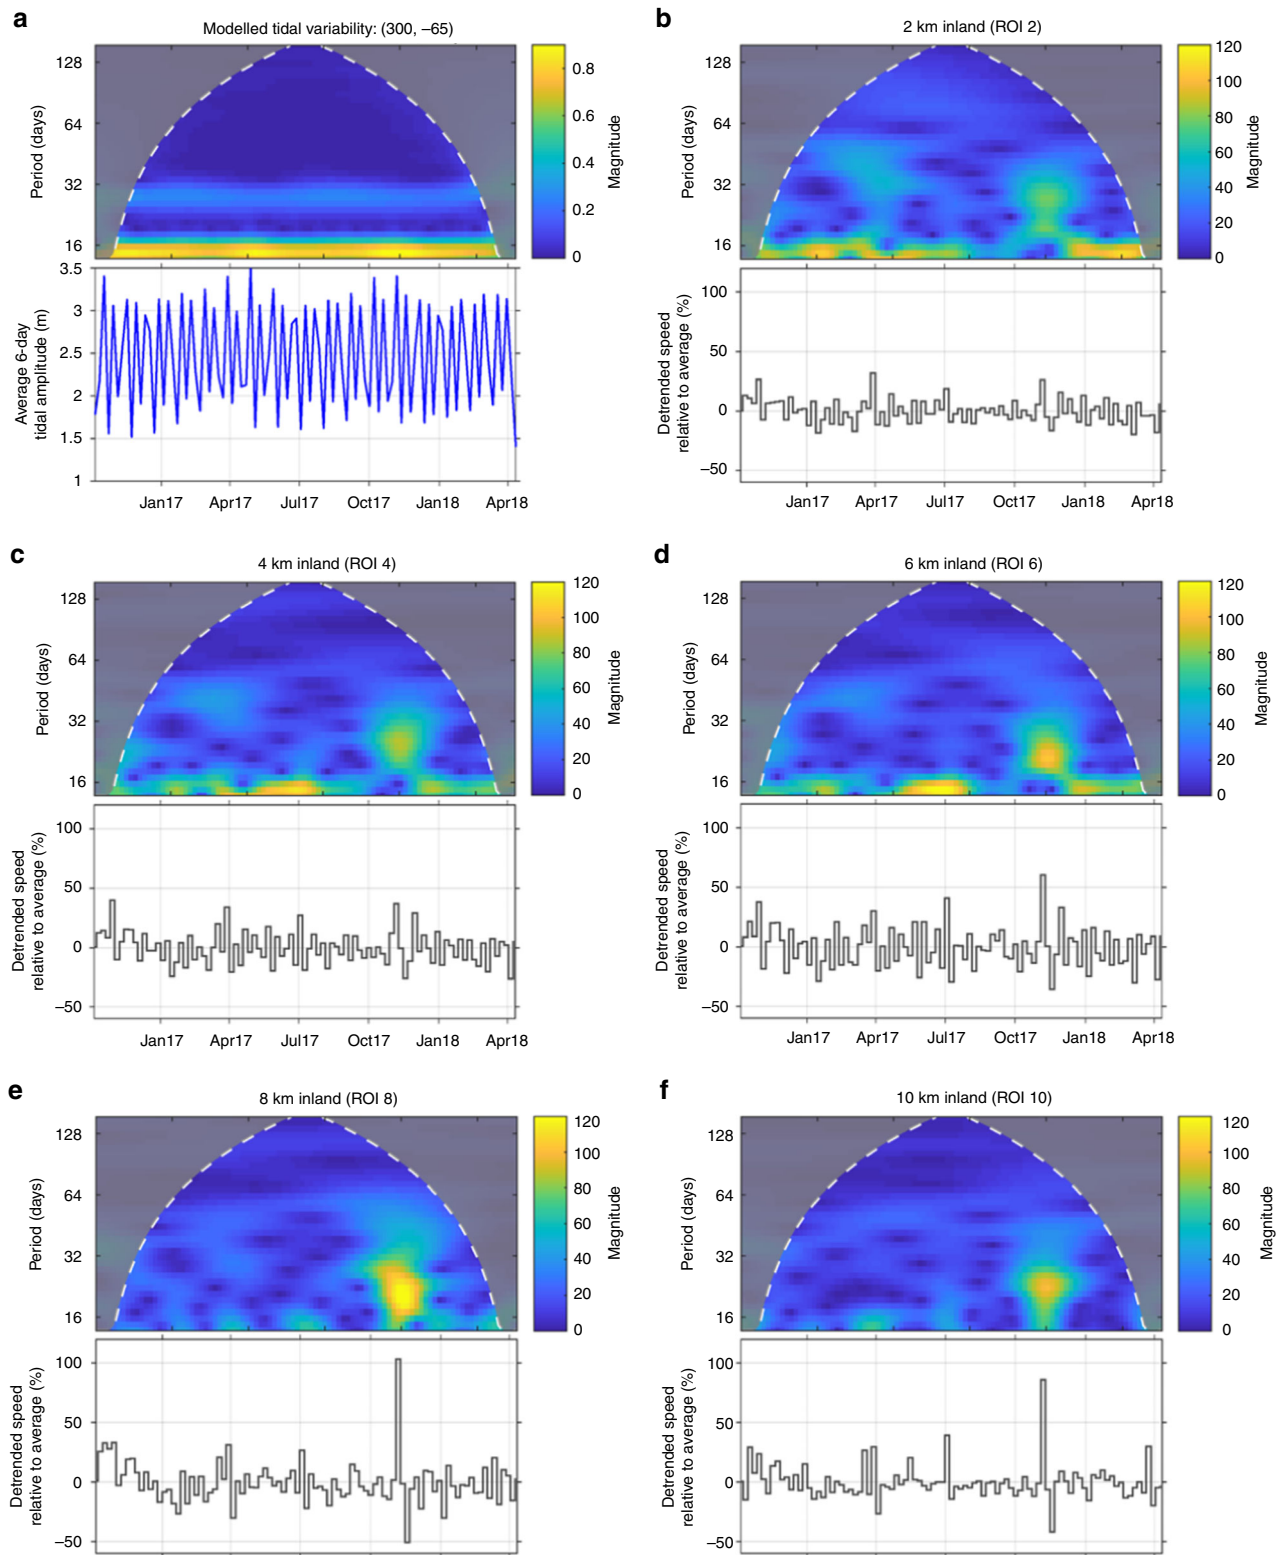 a
Modelled tidal variability: (300, –65)
128
64
32
16
Period (days)
0.8
0.6
0.4
0.2
0
Magnitude
3.5
3
2.5
2
1.5
1
Average 6-day
tidal amplitude (m)
Jan17 Apr17 Jul17 Oct17 Jan18 Apr18
b
2 km inland (ROI 2)
128
64
32
16
Period (days)
120
100
80
60
40
20
0
Magnitude
100
50
0
–50
Detrended speed
relative to average (%)
Jan17 Apr17 Jul17 Oct17 Jan18 Apr18
c
4 km inland (ROI 4)
128
64
32
16
Period (days)
120
100
80
60
40
20
0
Magnitude
100
50
0
–50
Detrended speed
relative to average (%)
Jan17 Apr17 Jul17 Oct17 Jan18 Apr18
d
6 km inland (ROI 6)
128
64
32
16
Period (days)
120
100
80
60
40
20
0
Magnitude
100
50
0
–50
Detrended speed
relative to average (%)
Jan17 Apr17 Jul17 Oct17 Jan18 Apr18
e
8 km inland (ROI 8)
128
64
32
16
Period (days)
120
100
80
60
40
20
0
Magnitude
100
50
0
–50
Detrended speed
relative to average (%)
f
10 km inland (ROI 10)
128
64
32
16
Period (days)
120
100
80
60
40
20
0
Magnitude
100
50
0
–50
Detrended speed
relative to average (%)